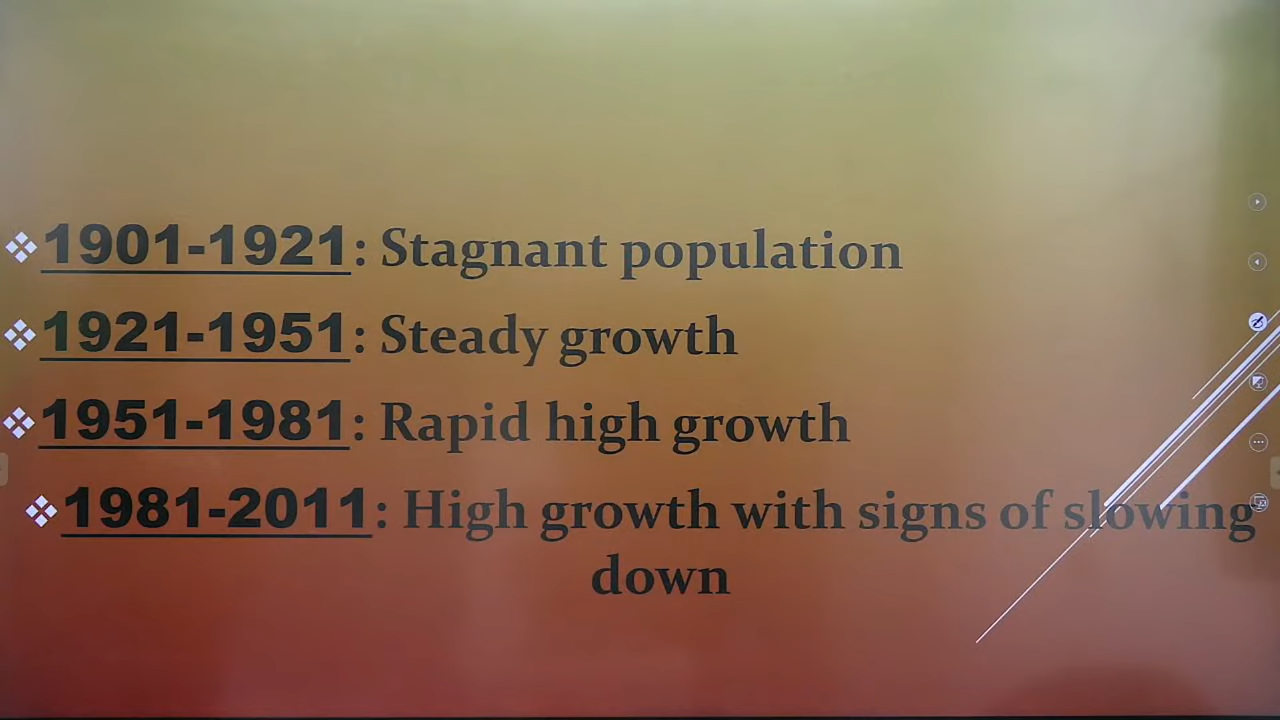 1901-1921: Stagnant population
1921-1951: Steady growth
1951-1981: Rapid high growth
1981-2011: High growth with signs of slowing
down